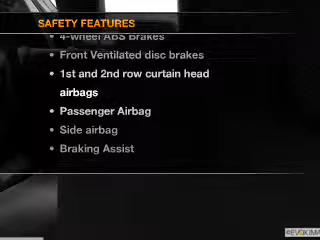 SAFETY FEATURES
• 4-wheel ABS Brakes
• Front Ventilated disc brakes
• 1st and 2nd row curtain head
airbags
• Passenger Airbag
• Side airbag
• Braking Assist